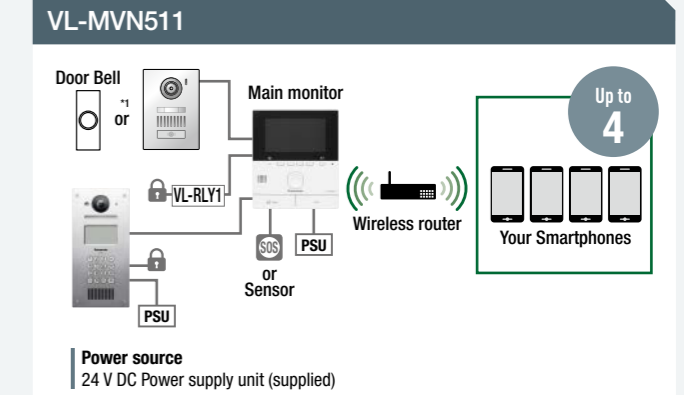 VL-MVN511
Door Bell
*1
or
Main monitor
Up to
4
VL-RLY1
Wireless router
Your Smartphones
SOS
PSU
or
Sensor
PSU
Power source
24 V DC Power supply unit (supplied)